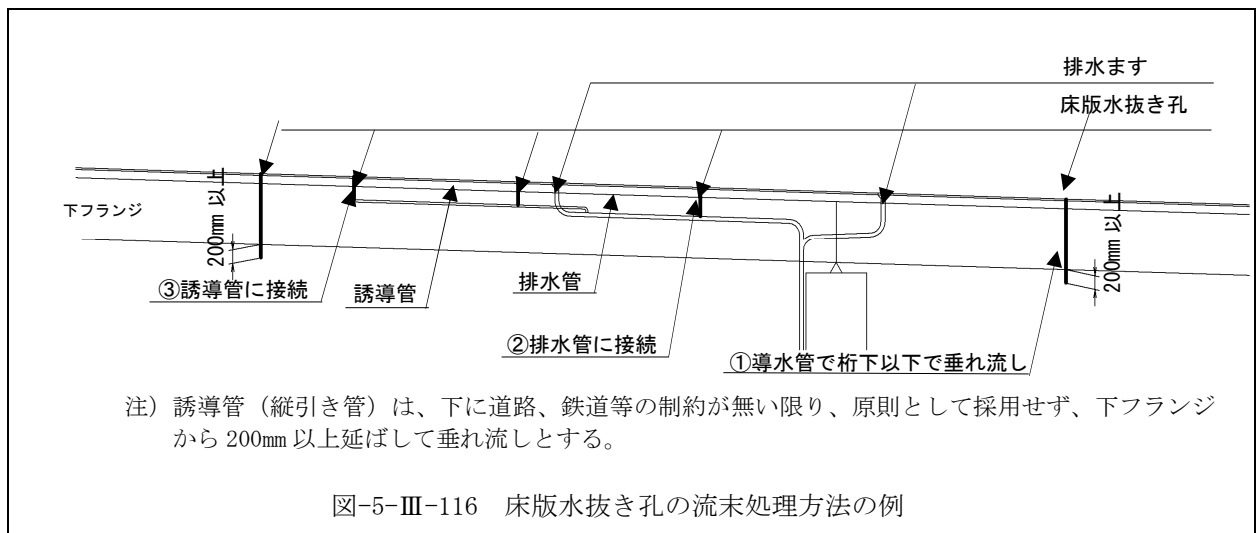 排水ます
床版水抜き孔
下フランジ
200mm 以上
200mm 以上
③誘導管に接続
誘導管
排水管
②排水管に接続
①導水管で桁下以下で垂れ流し
注）誘導管（縦引き管）は、下に道路、鉄道等の制約が無い限り、原則として採用せず、下フランジ
から 200㎜以上延ばして垂れ流しとする。
図-5-Ⅲ-116 床版水抜き孔の流末処理方法の例